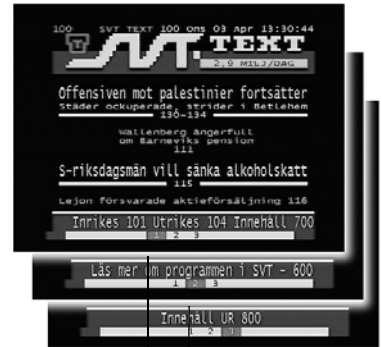 100 SVT TEXT 100 ons 03 Apr 13:30:44
SVT TEXT
2,9 MILJ/DAG
Offensiven mot palestinier fortsätter
Städer ockuperade, strider i Betlehem
130-134
Wallenberg ångerfull
om Barneviks pension
111
S-riksdagsmän vill sänka alkoholskatt
115
Lejon försvarade aktieförsäljning 116
Inrikes 101 Utrikes 104 Innehåll 700
1 2 3
Läs mer om programmen i SVT - 600
1 2 3
Innehåll UR 800
1 2 3